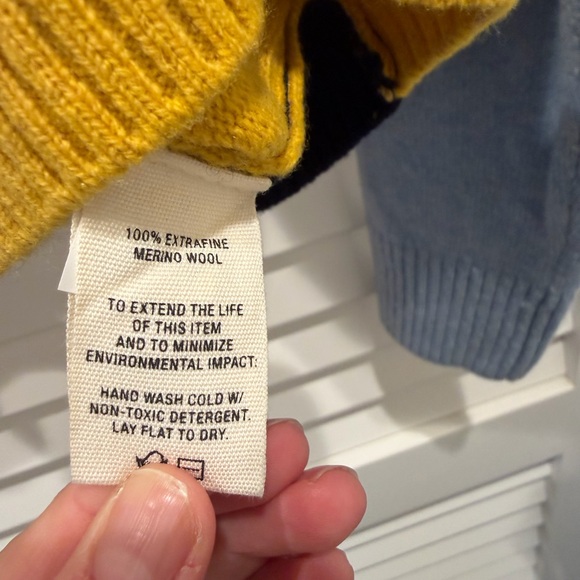 100% EXTRAFINE
MERINO WOOL
TO EXTEND THE LIFE
OF THIS ITEM
AND TO MINIMIZE
ENVIRONMENTAL IMPACT:
HAND WASH COLD W/
NON-TOXIC DETERGENT.
LAY FLAT TO DRY.